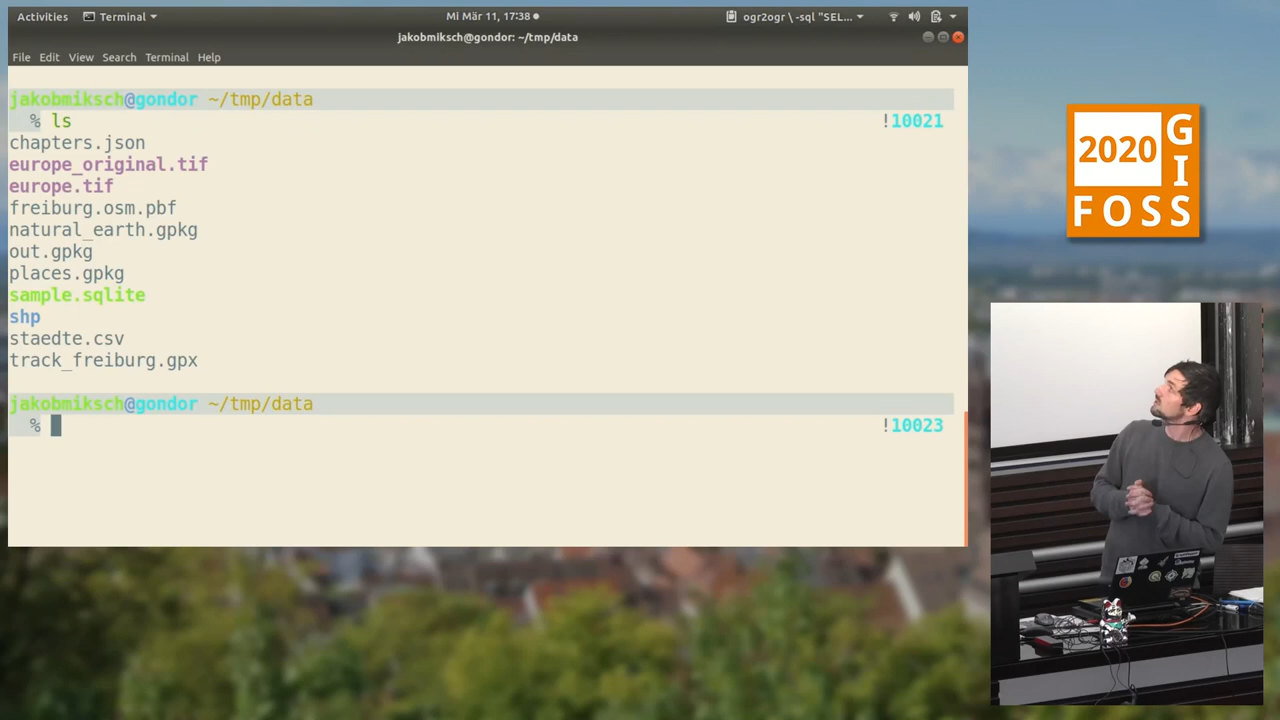 Activities Terminal Mi Mär 11, 17:38 ogr2ogr \ -sql "SEL...
jakobmiksch@gondor: ~/tmp/data
File Edit View Search Terminal Help
jakobmiksch@gondor ~/tmp/data
% ls !10021
chapters.json
europe_original.tif
europe.tif
freiburg.osm.pbf
natural_earth.gpkg
out.gpkg
places.gpkg
sample.sqlite
shp
staedte.csv
track_freiburg.gpx
jakobmiksch@gondor ~/tmp/data
% !10023
2020 G
I
FOSS